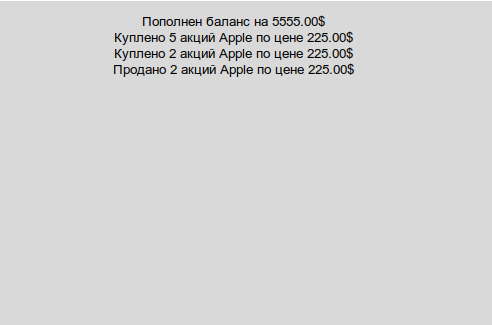 Пополнен баланс на 5555.00$
Куплено 5 акций Apple по цене 225.00$
Куплено 2 акций Apple по цене 225.00$
Продано 2 акций Apple по цене 225.00$